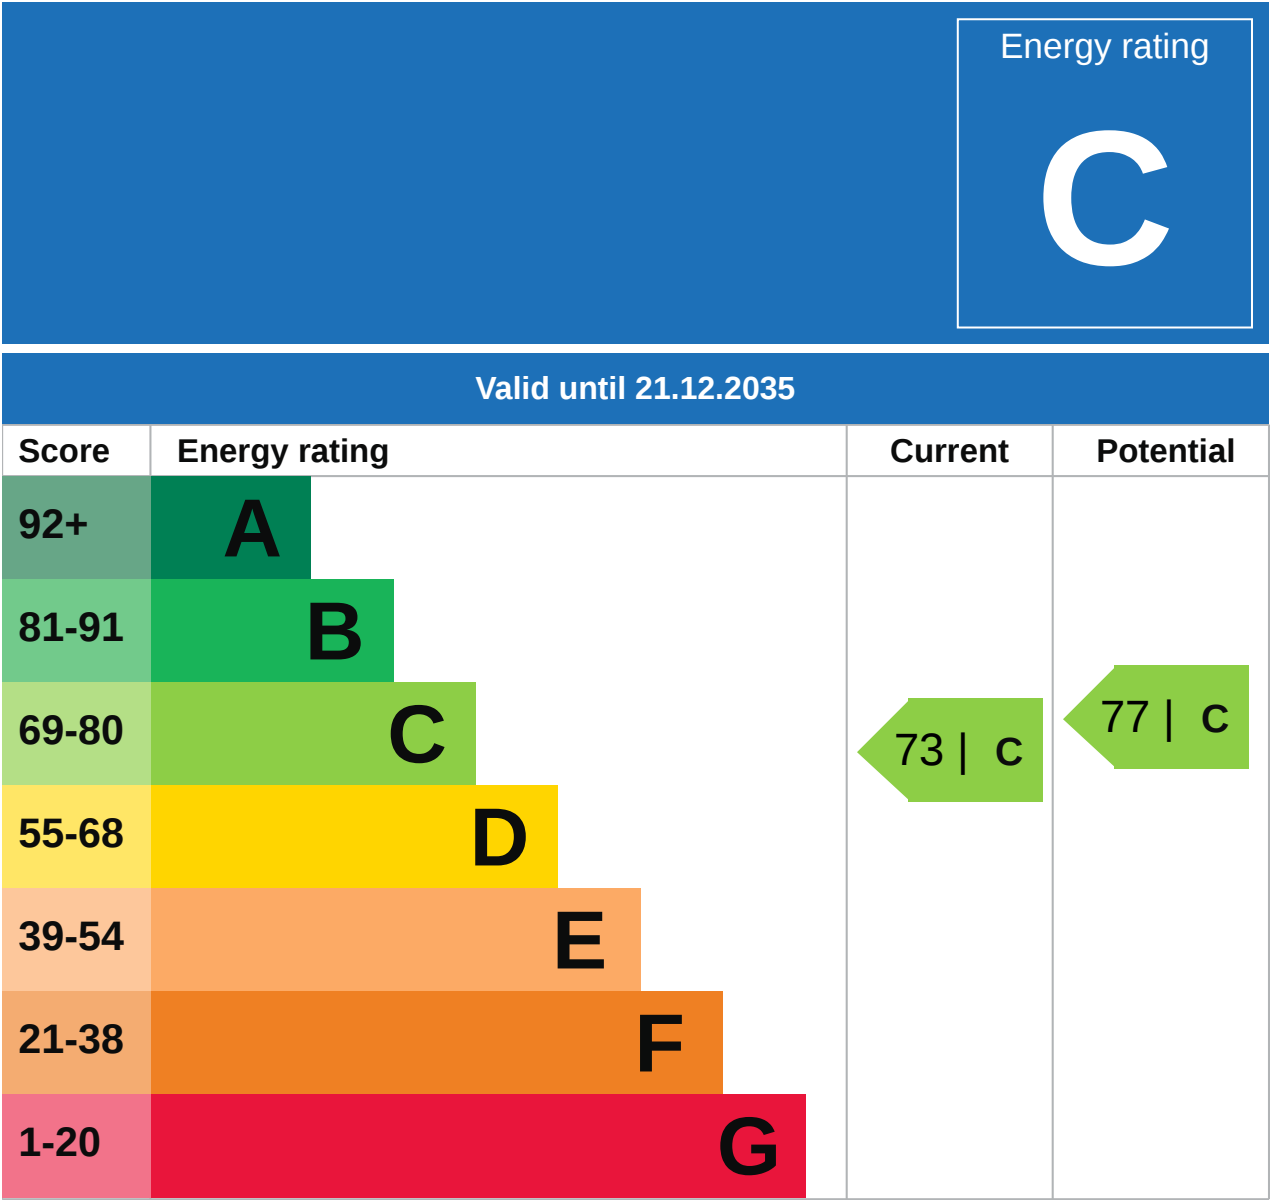 Energy rating
C
Valid until 21.12.2035
Score Energy rating Current Potential
92+ A
81-91 B
69-80 C
73 | C
77 | C
55-68 D
39-54 E
21-38 F
1-20 G